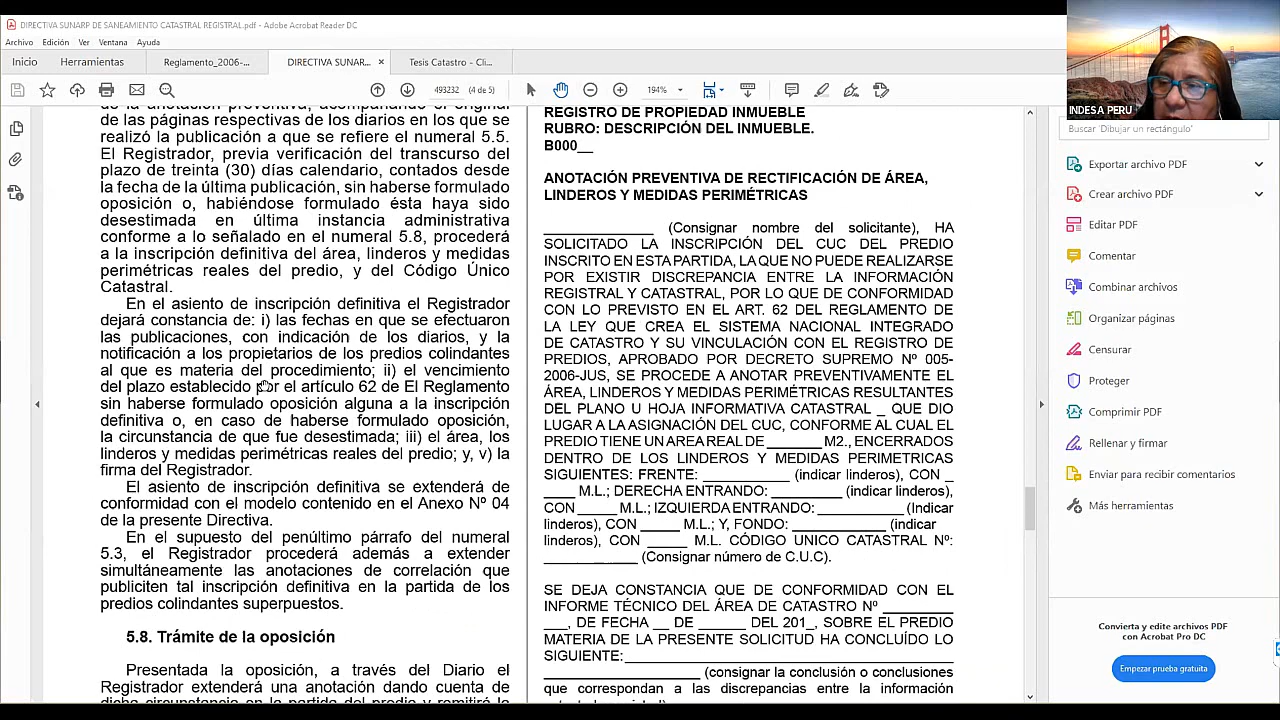 DIRECTIVA SUNARP DE SANEAMIENTO CATASTRAL REGISTRAL.pdf - Adobe Acrobat Reader DC
Archivo Edición Ver Ventana Ayuda
Inicio Herramientas Reglamento_2006-... DIRECTIVA SUNAR... × Tesis Catastro - Cli...
493232 (4 de 5) 194%
INDESA PERU
de la anotación preventiva, acompañando el original
de las páginas respectivas de los diarios en los que se
realizó la publicación a que se refiere el numeral 5.5.
El Registrador, previa verificación del transcurso del
plazo de treinta (30) días calendario, contados desde
la fecha de la última publicación, sin haberse formulado
oposición o, habiéndose formulado ésta haya sido
desestimada en última instancia administrativa
conforme a lo señalado en el numeral 5.8, procederá
a la inscripción definitiva del área, linderos y medidas
perimétricas reales del predio, y del Código Único
Catastral.
En el asiento de inscripción definitiva el Registrador
dejará constancia de: i) las fechas en que se efectuaron
las publicaciones, con indicación de los diarios, y la
notificación a los propietarios de los predios colindantes
al que es materia del procedimiento; ii) el vencimiento
del plazo establecido por el artículo 62 de El Reglamento
sin haberse formulado oposición alguna a la inscripción
definitiva o, en caso de haberse formulado oposición,
la circunstancia de que fue desestimada; iii) el área, los
linderos y medidas perimétricas reales del predio; y, v) la
firma del Registrador.
El asiento de inscripción definitiva se extenderá de
conformidad con el modelo contenido en el Anexo Nº 04
de la presente Directiva.
En el supuesto del penúltimo párrafo del numeral
5.3, el Registrador procederá además a extender
simultáneamente las anotaciones de correlación que
publiciten tal inscripción definitiva en la partida de los
predios colindantes superpuestos.
5.8. Trámite de la oposición
Presentada la oposición, a través del Diario el
Registrador extenderá una anotación dando cuenta de
dicha circunstancia en la partida del predio y remitirá la
REGISTRO DE PROPIEDAD INMUEBLE
RUBRO: DESCRIPCIÓN DEL INMUEBLE.
B000__
ANOTACIÓN PREVENTIVA DE RECTIFICACIÓN DE ÁREA,
LINDEROS Y MEDIDAS PERIMÉTRICAS
______________ (Consignar nombre del solicitante), HA
SOLICITADO LA INSCRIPCIÓN DEL CUC DEL PREDIO
INSCRITO EN ESTA PARTIDA, LA QUE NO PUEDE REALIZARSE
POR EXISTIR DISCREPANCIA ENTRE LA INFORMACIÓN
REGISTRAL Y CATASTRAL, POR LO QUE DE CONFORMIDAD
CON LO PREVISTO EN EL ART. 62 DEL REGLAMENTO DE
LA LEY QUE CREA EL SISTEMA NACIONAL INTEGRADO
DE CATASTRO Y SU VINCULACIÓN CON EL REGISTRO DE
PREDIOS, APROBADO POR DECRETO SUPREMO Nº 005-
2006-JUS, SE PROCEDE A ANOTAR PREVENTIVAMENTE EL
ÁREA, LINDEROS Y MEDIDAS PERIMÉTRICAS RESULTANTES
DEL PLANO U HOJA INFORMATIVA CATASTRAL _ QUE DIO
LUGAR A LA ASIGNACIÓN DEL CUC, CONFORME AL CUAL EL
PREDIO TIENE UN AREA REAL DE _______ M2., ENCERRADOS
DENTRO DE LOS LINDEROS Y MEDIDAS PERIMETRICAS
SIGUIENTES: FRENTE: ___________ (indicar linderos), CON _
____ M.L.; DERECHA ENTRANDO: _________ (indicar linderos),
CON _____ M.L.; IZQUIERDA ENTRANDO: ___________ (Indicar
linderos), CON _____ M.L.; Y, FONDO: ____________ (indicar
linderos), CON _____ M.L. CÓDIGO UNICO CATASTRAL Nº:
____________ (Consignar número de C.U.C).
SE DEJA CONSTANCIA QUE DE CONFORMIDAD CON EL
INFORME TÉCNICO DEL ÁREA DE CATASTRO Nº _________
___, DE FECHA __ DE ______ DEL 201_, SOBRE EL PREDIO
MATERIA DE LA PRESENTE SOLICITUD HA CONCLUÍDO LO
SIGUIENTE:__________________________________________
____________________ (consignar la conclusión o conclusiones
que correspondan a las discrepancias entre la información
Buscar 'Dibujar un rectángulo'
Exportar archivo PDF
Crear archivo PDF
Editar PDF
Comentar
Combinar archivos
Organizar páginas
Censurar
Proteger
Comprimir PDF
Rellenar y firmar
Enviar para recibir comentarios
Más herramientas
Convierta y edite archivos PDF
con Acrobat Pro DC
Empezar prueba gratuita